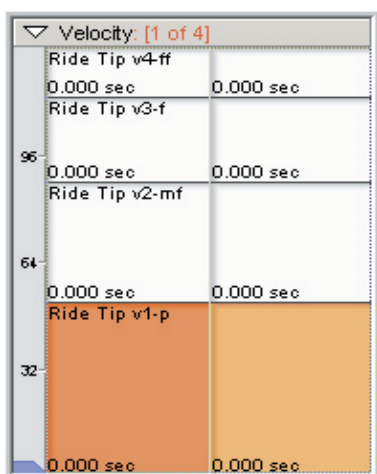 Velocity: [1 of 4]
Ride Tip v4-ff
0.000 sec 0.000 sec
Ride Tip v3-f
96
0.000 sec 0.000 sec
Ride Tip v2-mf
64
0.000 sec 0.000 sec
Ride Tip v1-p
32
0.000 sec 0.000 sec